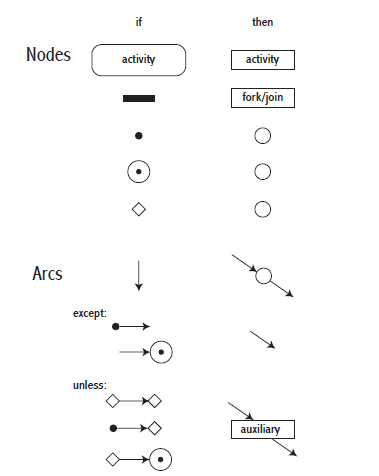 if then
Nodes
activity activity
fork/join
Arcs
except:
unless:
auxiliary